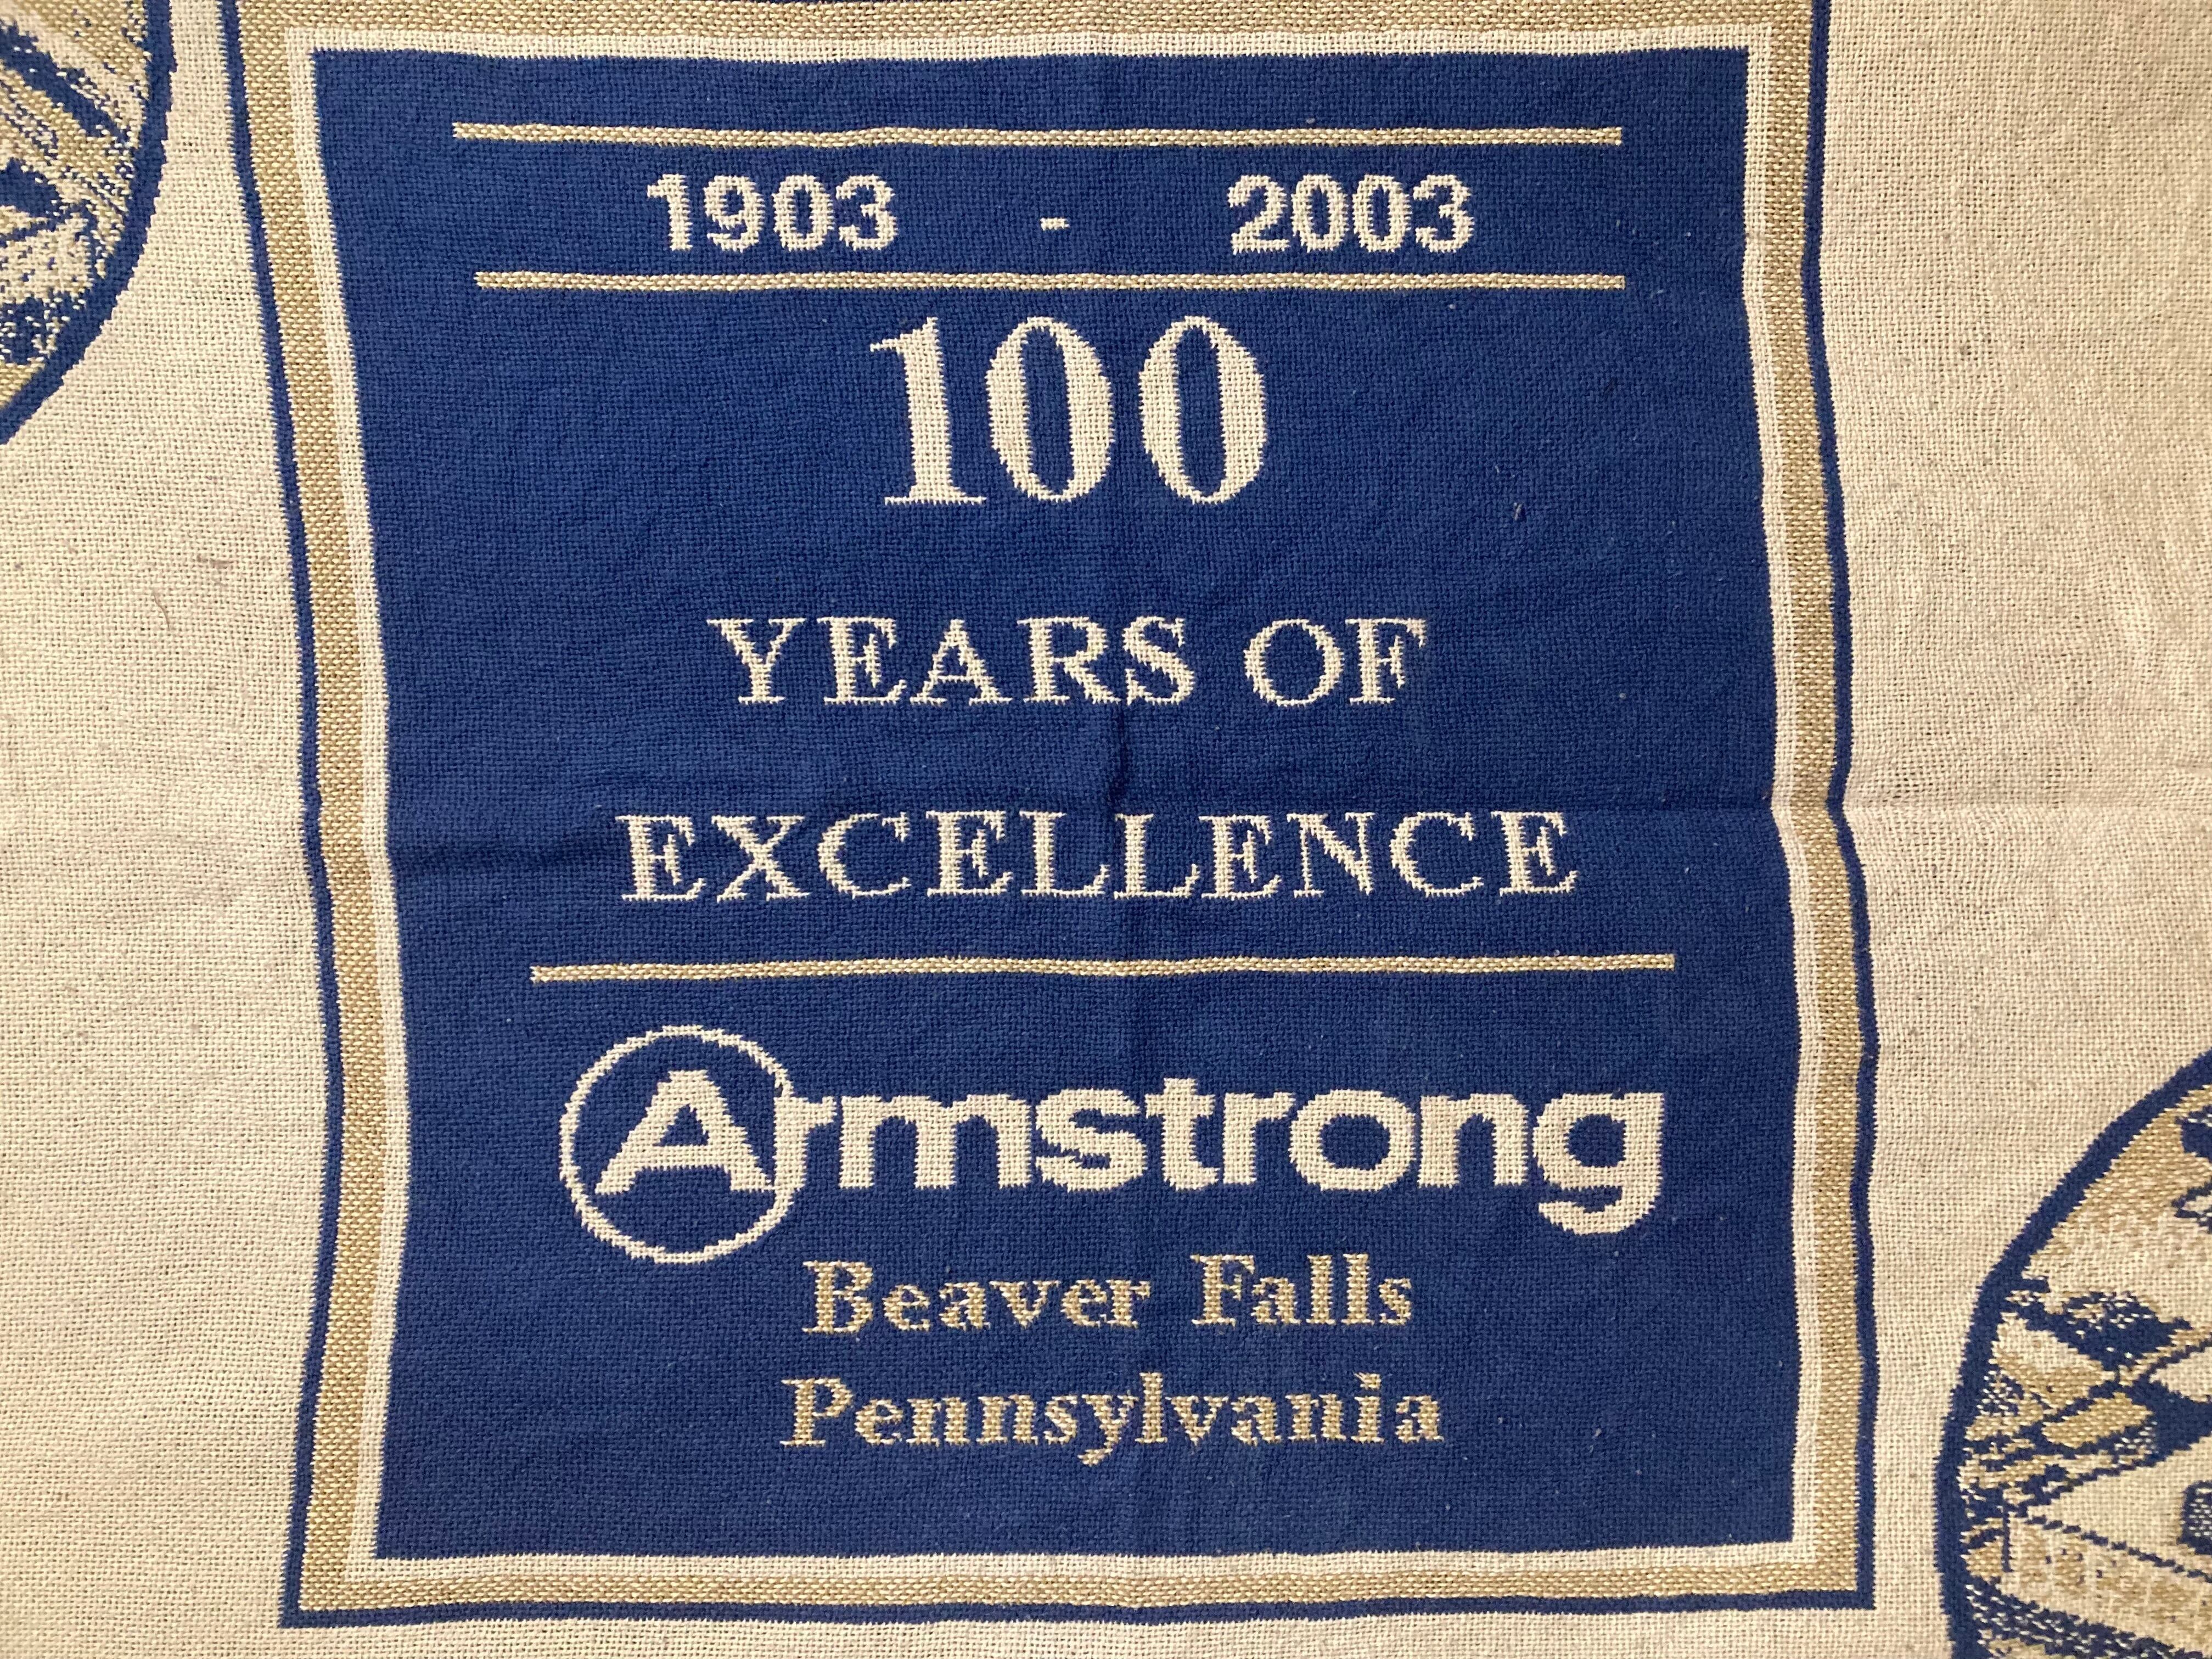 1903 - 2003
100
YEARS OF
EXCELLENCE
Armstrong
Beaver Falls
Pennsylvania